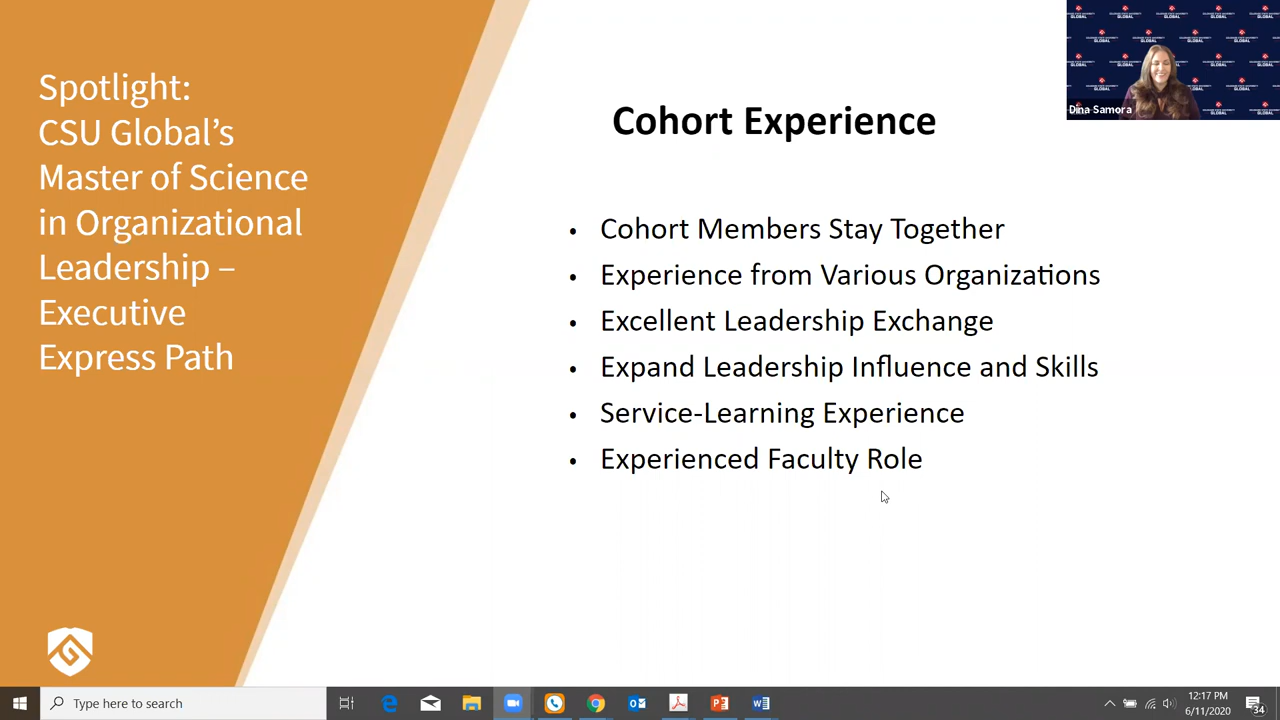 Spotlight:
CSU Global’s
Master of Science
in Organizational
Leadership –
Executive
Express Path
Cohort Experience
• Cohort Members Stay Together
• Experience from Various Organizations
• Excellent Leadership Exchange
• Expand Leadership Influence and Skills
• Service-Learning Experience
• Experienced Faculty Role
Dina Samora
GLOBAL
Type here to search
12:17 PM
6/11/2020
34